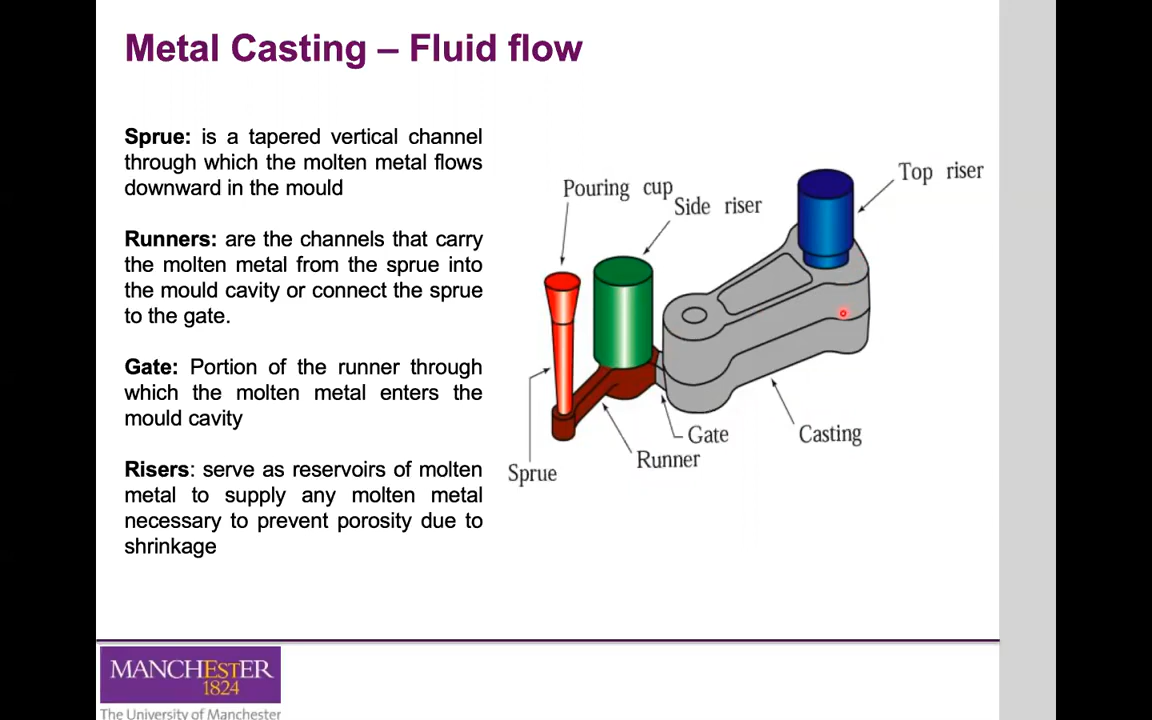 Metal Casting – Fluid flow
Sprue: is a tapered vertical channel
through which the molten metal flows
downward in the mould
Runners: are the channels that carry
the molten metal from the sprue into
the mould cavity or connect the sprue
to the gate.
Gate: Portion of the runner through
which the molten metal enters the
mould cavity
Risers: serve as reservoirs of molten
metal to supply any molten metal
necessary to prevent porosity due to
shrinkage
Pouring cup
Side riser
Top riser
Sprue
Runner
Gate
Casting
MANCHESTER
1824
The University of Manchester